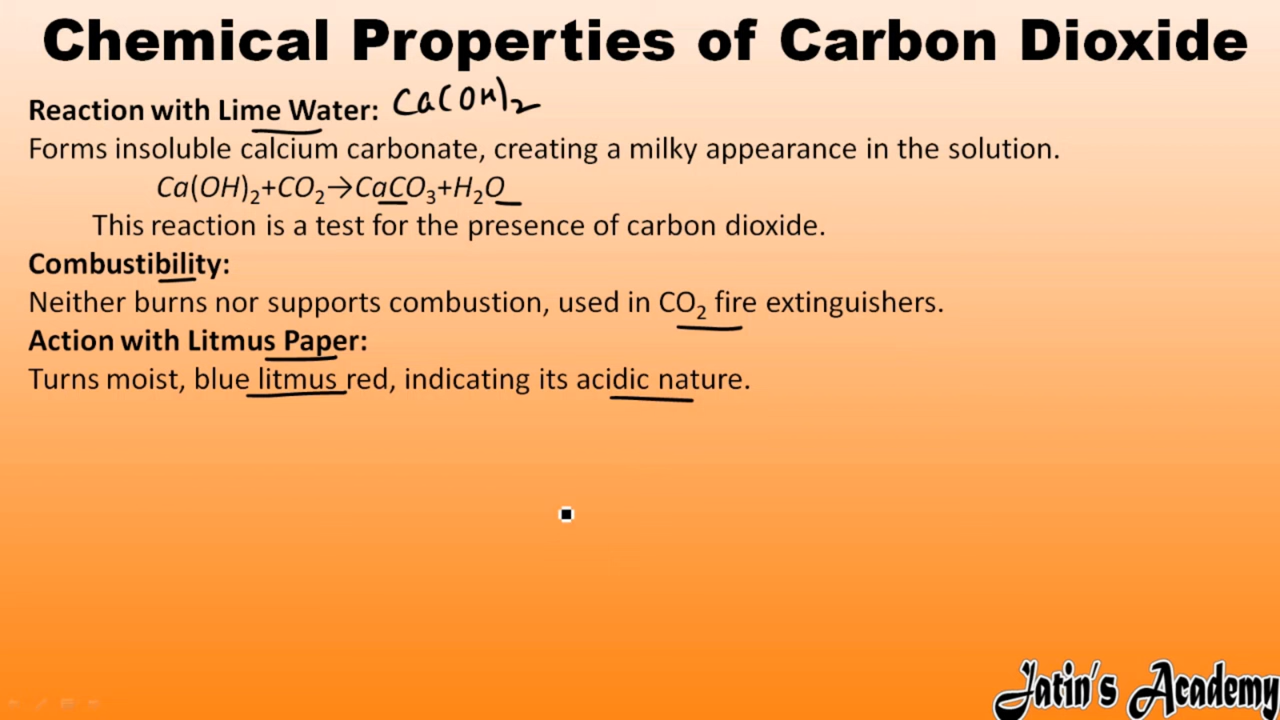 Chemical Properties of Carbon Dioxide
Reaction with Lime Water: Ca(OH)2
Forms insoluble calcium carbonate, creating a milky appearance in the solution.
Ca(OH)₂+CO₂→CaCO₃+H₂O
This reaction is a test for the presence of carbon dioxide.
Combustibility:
Neither burns nor supports combustion, used in CO₂ fire extinguishers.
Action with Litmus Paper:
Turns moist, blue litmus red, indicating its acidic nature.
Jatin's Academy